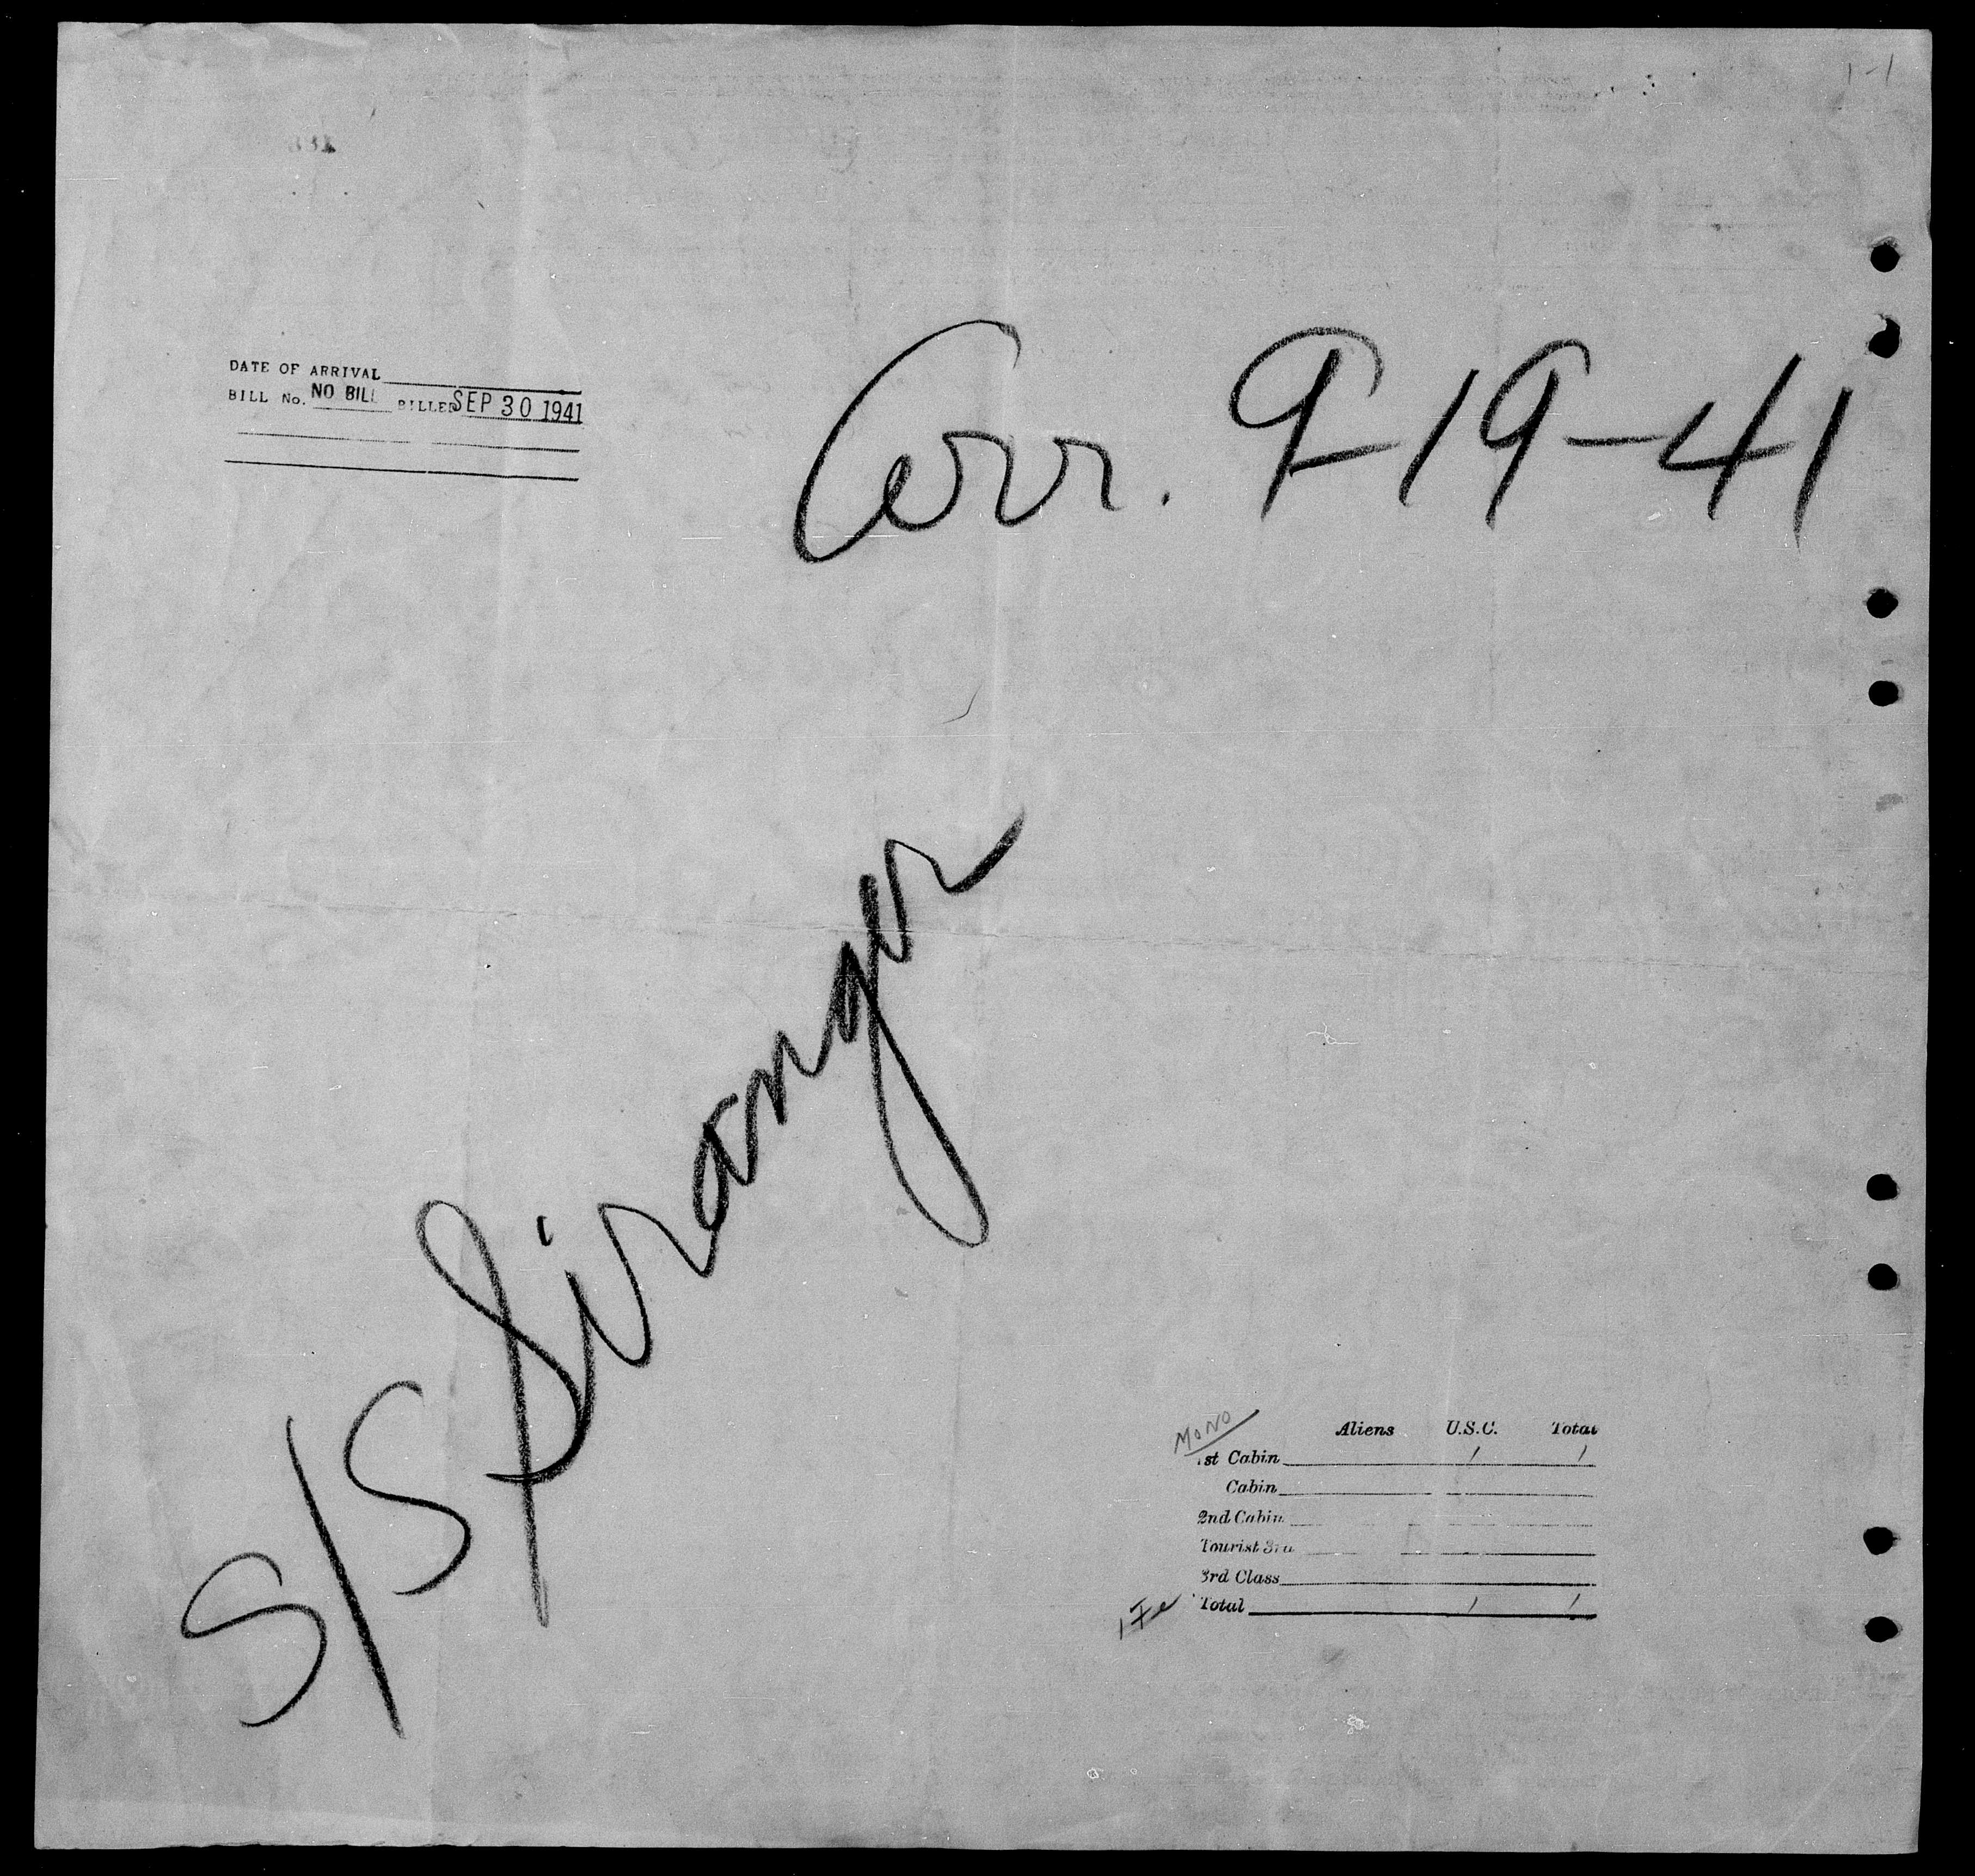 1-1
DATE OF ARRIVAL
BILL No. NO BILL BILLED SEP 30 1941
Arr. 9-19-41
S/S Siranger
MONO
Aliens U.S.C. Total
1st Cabin 1 1
Cabin
2nd Cabin
Tourist 3rd
3rd Class
Total 1 1